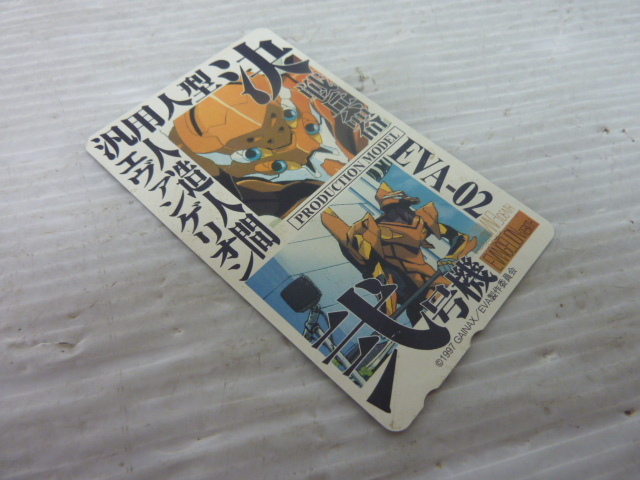 汎用人型決
戦兵器
人造人間
エヴァンゲリオン
PRODUCTION MODEL
EVA-02
弐号機
©1997 GAINAX／EVA製作委員会